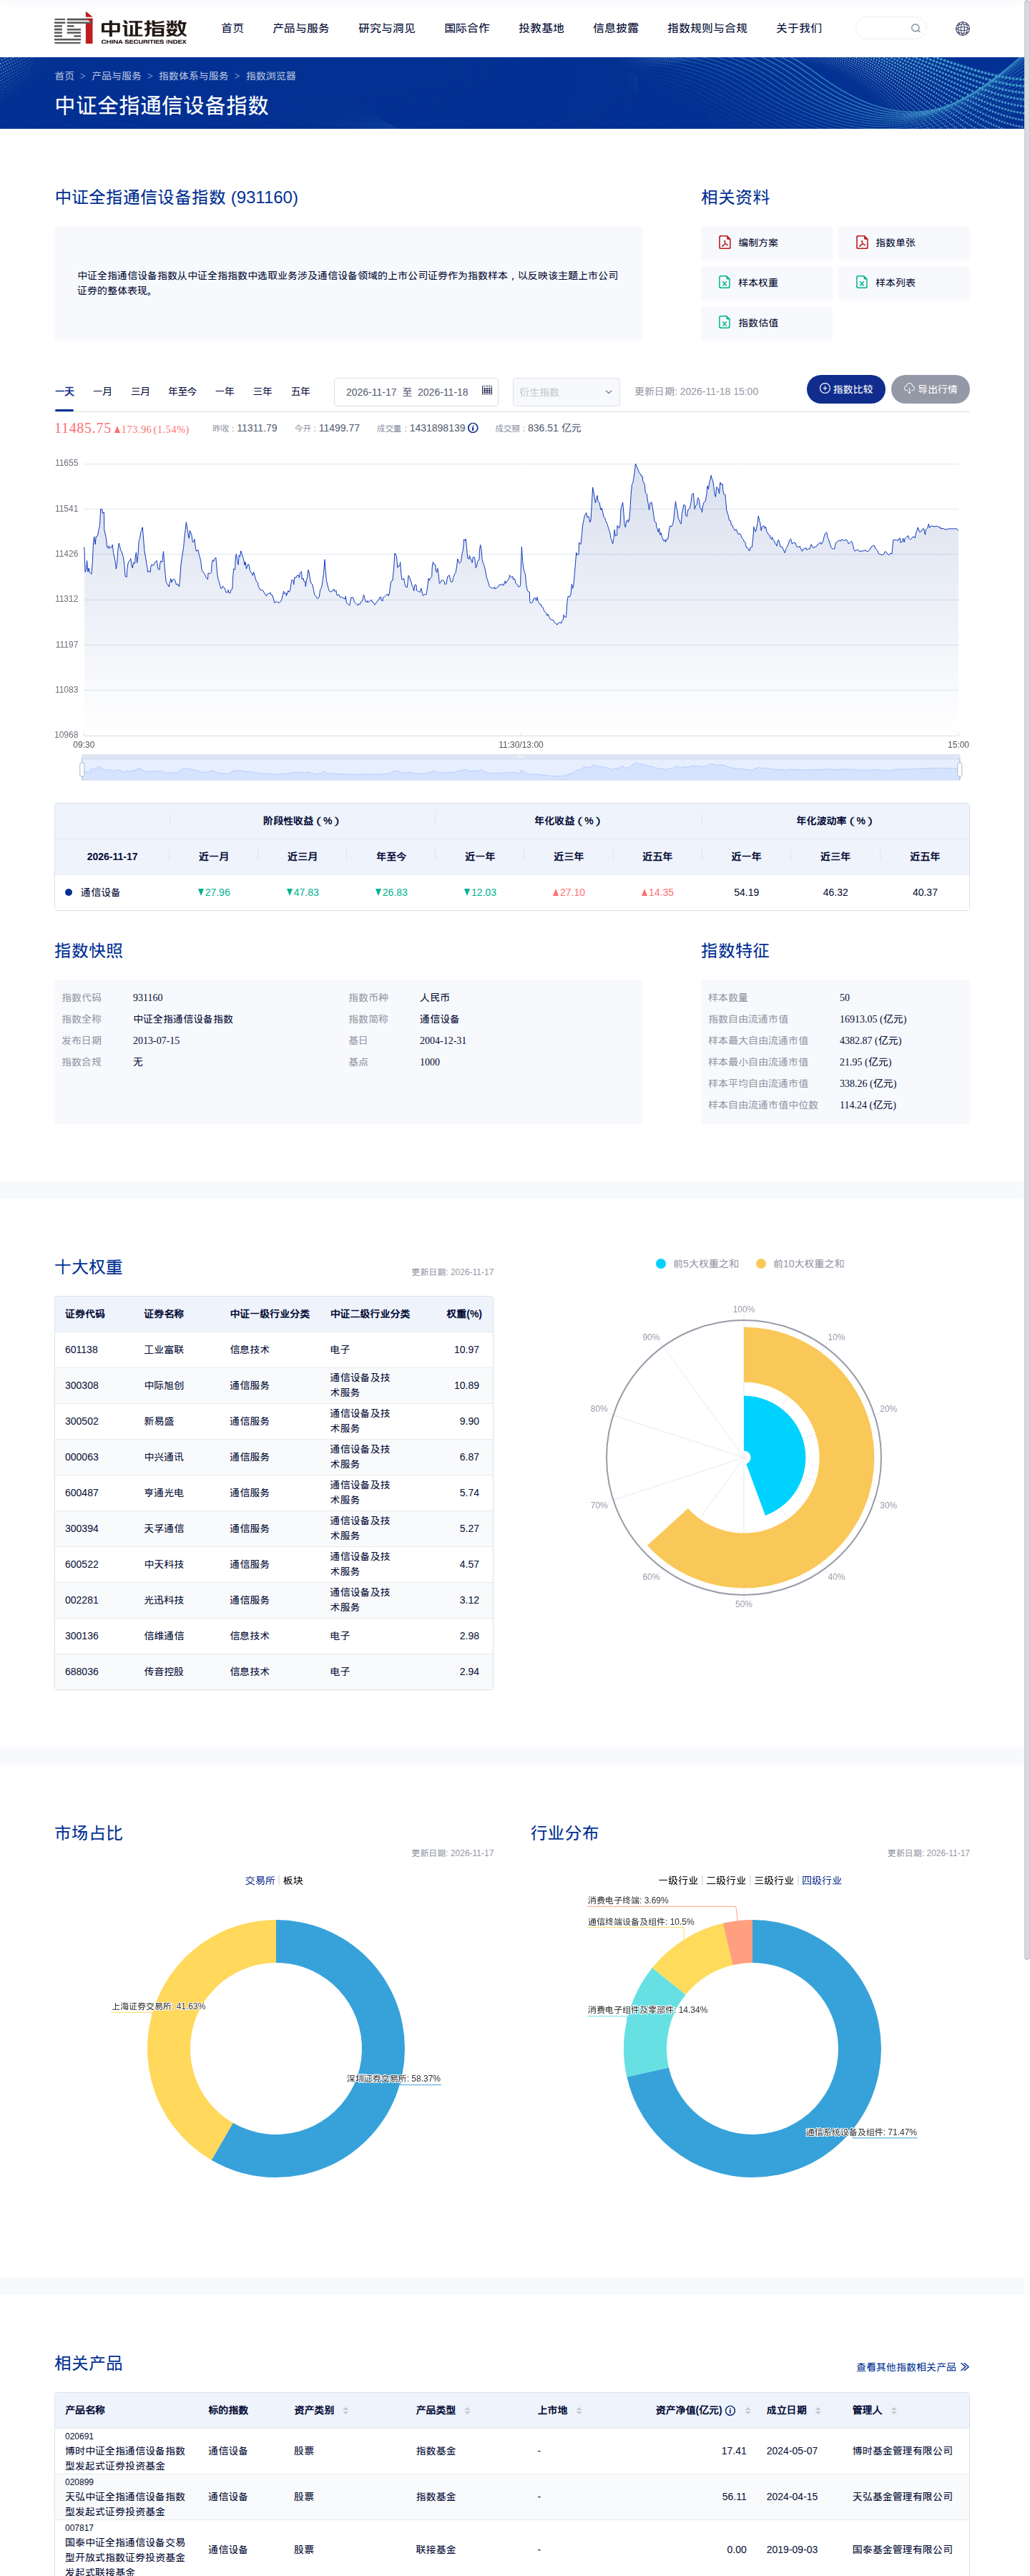 中证指数
CHINA SECURITIES INDEX
首页 产品与服务 研究与洞见 国际合作 投教基地 信息披露 指数规则与合规 关于我们
首页 > 产品与服务 > 指数体系与服务 > 指数浏览器
中证全指通信设备指数
中证全指通信设备指数 (931160)
相关资料
中证全指通信设备指数从中证全指指数中选取业务涉及通信设备领域的上市公司证券作为指数样本，以反映该主题上市公司
证券的整体表现。
编制方案 指数单张
样本权重 样本列表
指数估值
一天 一月 三月 年至今 一年 三年 五年 2026-11-17 至 2026-11-18 衍生指数 更新日期: 2026-11-18 15:00 指数比较 导出行情
11485.75 ▲173.96 (1.54%) 昨收 : 11311.79 今开 : 11499.77 成交量 : 1431898139 成交额 : 836.51 亿元
11655
11541
11426
11312
11197
11083
10968
09:30 11:30/13:00 15:00
阶段性收益 ( % ) 年化收益 ( % ) 年化波动率 ( % )
2026-11-17 近一月 近三月 年至今 近一年 近三年 近五年 近一年 近三年 近五年
通信设备 ▼27.96 ▼47.83 ▼26.83 ▼12.03 ▲27.10 ▲14.35 54.19 46.32 40.37
指数快照
指数特征
指数代码 931160 指数币种 人民币
指数全称 中证全指通信设备指数 指数简称 通信设备
发布日期 2013-07-15 基日 2004-12-31
指数合规 无 基点 1000
样本数量 50
指数自由流通市值 16913.05 (亿元)
样本最大自由流通市值 4382.87 (亿元)
样本最小自由流通市值 21.95 (亿元)
样本平均自由流通市值 338.26 (亿元)
样本自由流通市值中位数 114.24 (亿元)
十大权重
更新日期: 2026-11-17
证券代码 证券名称 中证一级行业分类 中证二级行业分类 权重(%)
601138 工业富联 信息技术 电子 10.97
300308 中际旭创 通信服务 通信设备及技术服务 10.89
300502 新易盛 通信服务 通信设备及技术服务 9.90
000063 中兴通讯 通信服务 通信设备及技术服务 6.87
600487 亨通光电 通信服务 通信设备及技术服务 5.74
300394 天孚通信 通信服务 通信设备及技术服务 5.27
600522 中天科技 通信服务 通信设备及技术服务 4.57
002281 光迅科技 通信服务 通信设备及技术服务 3.12
300136 信维通信 信息技术 电子 2.98
688036 传音控股 信息技术 电子 2.94
前5大权重之和 前10大权重之和
100%
90% 10%
80% 20%
70% 30%
60% 40%
50%
市场占比
更新日期: 2026-11-17
交易所 板块
上海证券交易所: 41.63%
深圳证券交易所: 58.37%
行业分布
更新日期: 2026-11-17
一级行业 二级行业 三级行业 四级行业
消费电子终端: 3.69%
通信终端设备及组件: 10.5%
消费电子组件及零部件: 14.34%
通信系统设备及组件: 71.47%
相关产品
查看其他指数相关产品
产品名称 标的指数 资产类别 产品类型 上市地 资产净值(亿元) 成立日期 管理人
020691
博时中证全指通信设备指数
型发起式证券投资基金
通信设备 股票 指数基金 - 17.41 2024-05-07 博时基金管理有限公司
020899
天弘中证全指通信设备指数
型发起式证券投资基金
通信设备 股票 指数基金 - 56.11 2024-04-15 天弘基金管理有限公司
007817
国泰中证全指通信设备交易
型开放式指数证券投资基金
发起式联接基金
通信设备 股票 联接基金 - 0.00 2019-09-03 国泰基金管理有限公司